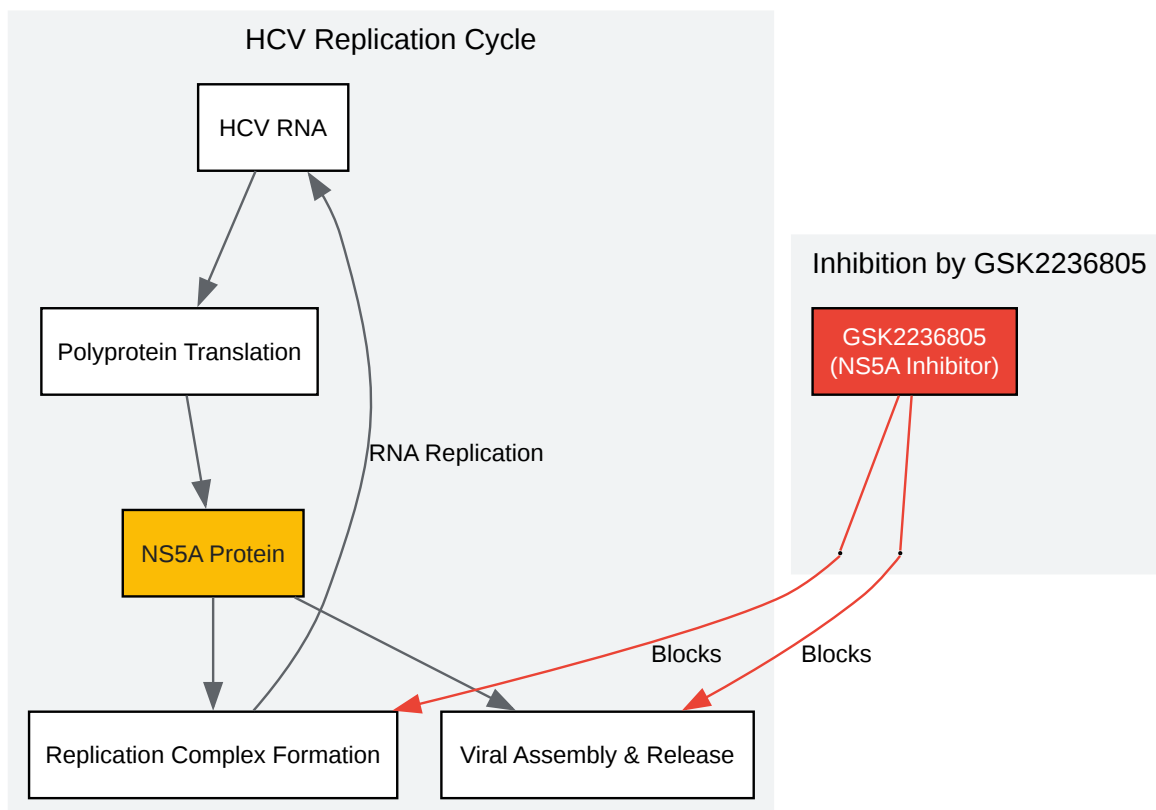 HCV Replication Cycle
HCV RNA
Inhibition by GSK2236805
GSK2236805
(NS5A Inhibitor)
Polyprotein Translation
RNA Replication
NS5A Protein
Blocks
Blocks
Replication Complex Formation
Viral Assembly & Release